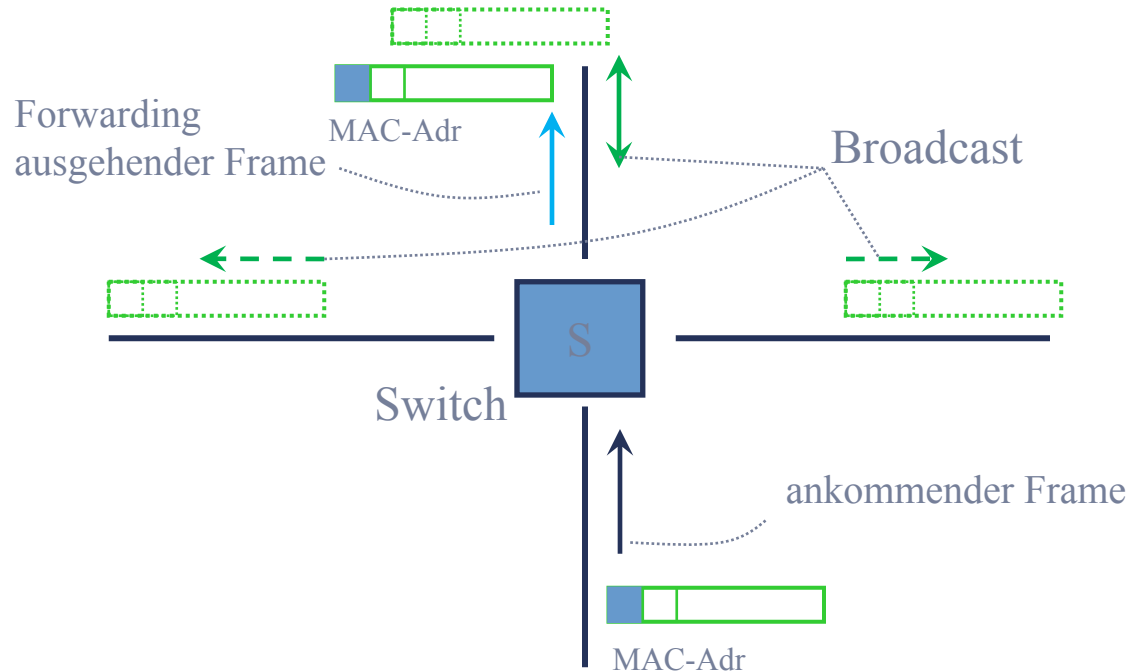 Forwarding
ausgehender Frame
MAC-Adr
Broadcast
S
Switch
ankommender Frame
MAC-Adr